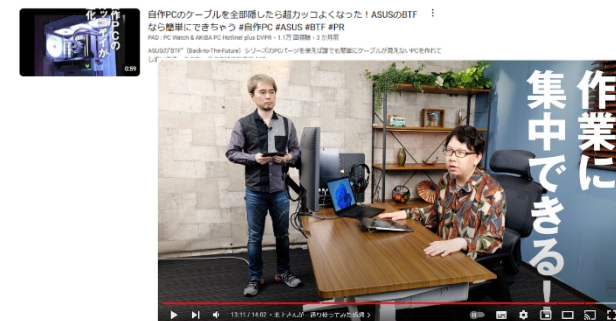 自作PCのケーブルを全部隠したら超カッコよくなった！ASUSのBTF
なら簡単にできちゃう #自作PC #ASUS #BTF #PR
PAD : PC Watch & AKIBA PC Hotline! plus DVPR・1.1万 回視聴・3 か月前
ASUSが"BTF"（Back-to-The-Future）シリーズのPCパーツを使えば誰でも簡単にケーブルが見えないPCを作れて
作PCの
化
0:59
作業に
集中できる！
13:11 / 14:02